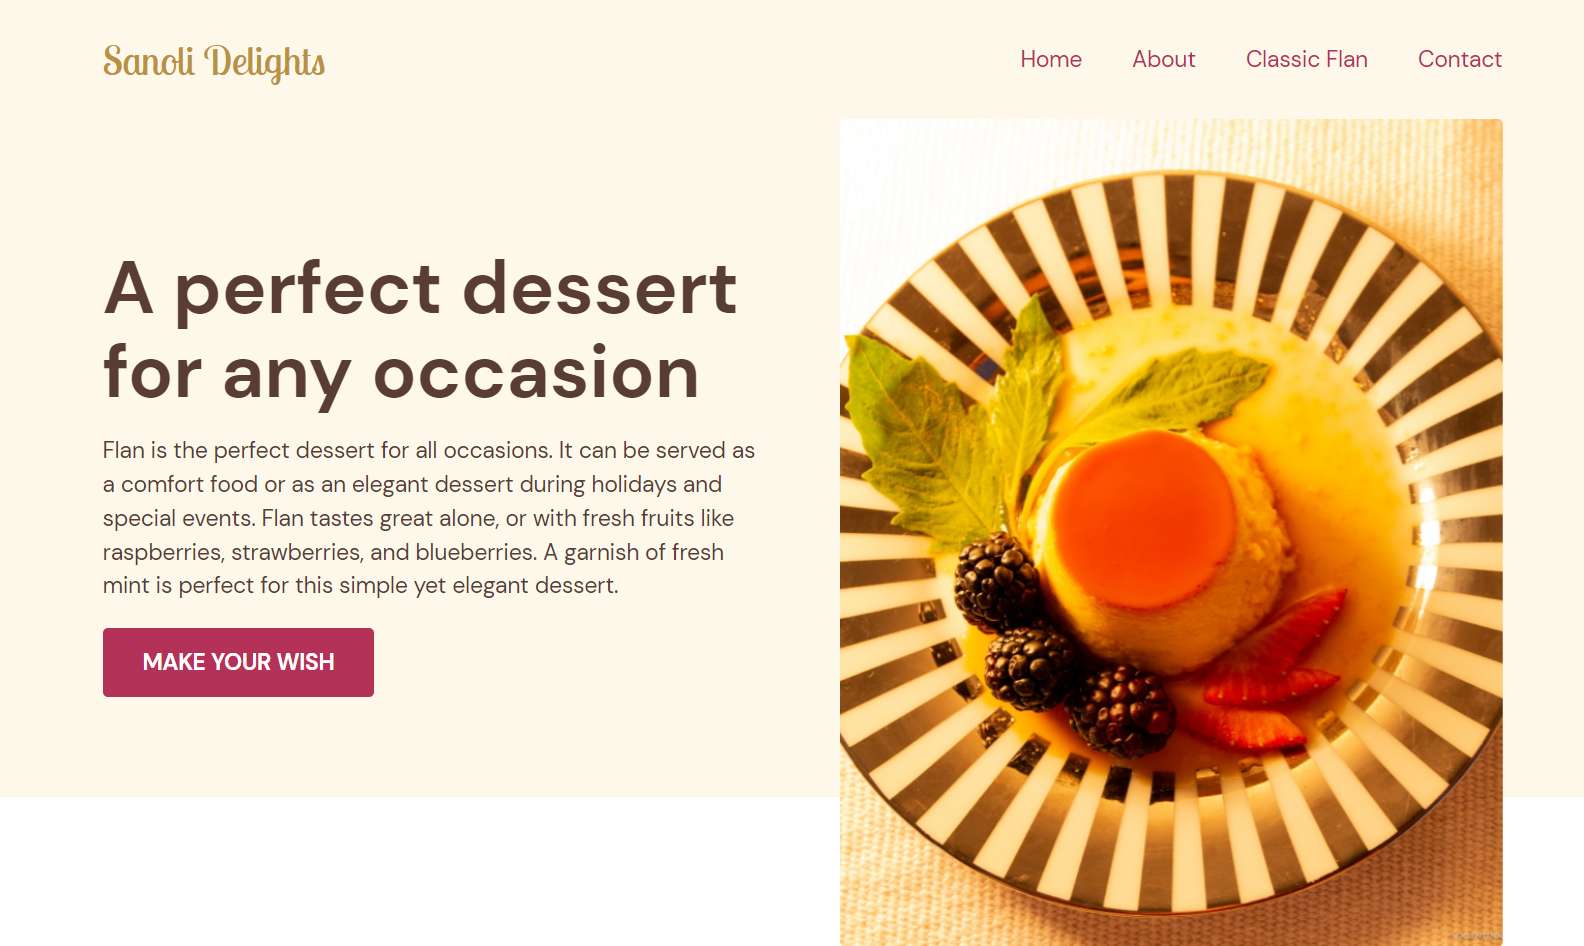 Sanoli Delights
Home About Classic Flan Contact
A perfect dessert
for any occasion
Flan is the perfect dessert for all occasions. It can be served as
a comfort food or as an elegant dessert during holidays and
special events. Flan tastes great alone, or with fresh fruits like
raspberries, strawberries, and blueberries. A garnish of fresh
mint is perfect for this simple yet elegant dessert.
MAKE YOUR WISH